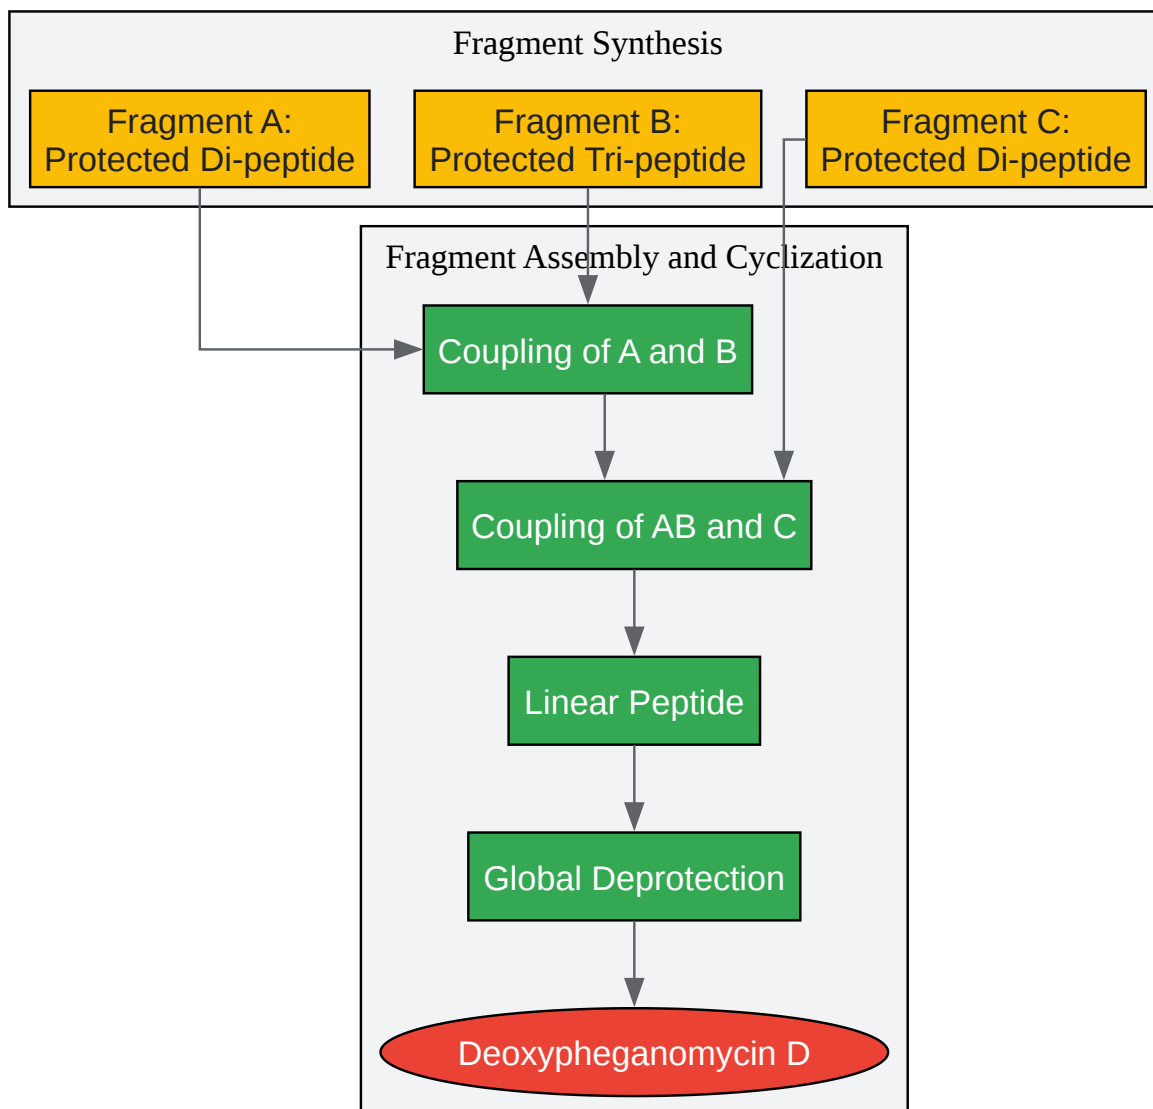 Fragment Synthesis
Fragment A:
Protected Di-peptide
Fragment B:
Protected Tri-peptide
Fragment C:
Protected Di-peptide
Fragment Assembly and Cyclization
Coupling of A and B
Coupling of AB and C
Linear Peptide
Global Deprotection
Deoxypheganomycin D